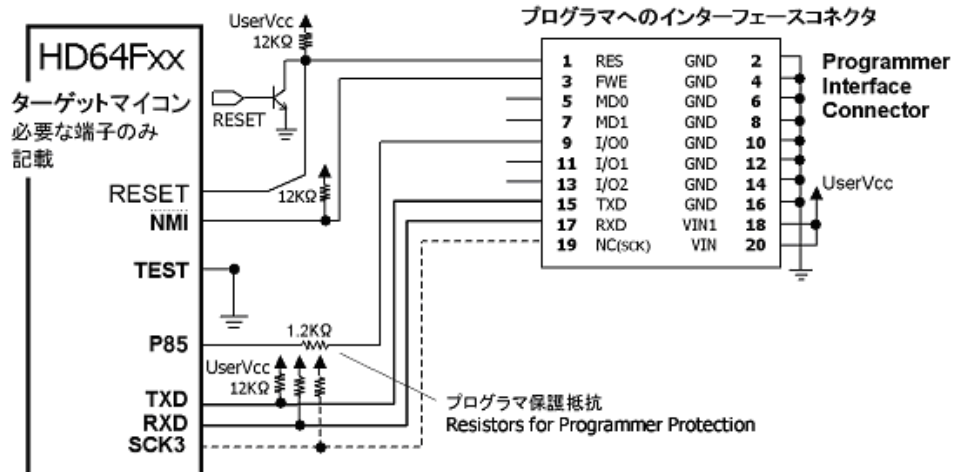 プログラマへのインターフェースコネクタ
UserVcc
12KΩ
HD64Fxx
ターゲットマイコン
必要な端子のみ
記載
RESET
1 RES GND 2
3 FWE GND 4
5 MD0 GND 6
7 MD1 GND 8
9 I/O0 GND 10
11 I/O1 GND 12
13 I/O2 GND 14
15 TXD GND 16
17 RXD VIN1 18
19 NC(SCK) VIN 20
Programmer
Interface
Connector
UserVcc
RESET
12KΩ
NMI
TEST
P85
1.2KΩ
UserVcc
12KΩ
TXD
RXD
SCK3
プログラマ保護抵抗
Resistors for Programmer Protection